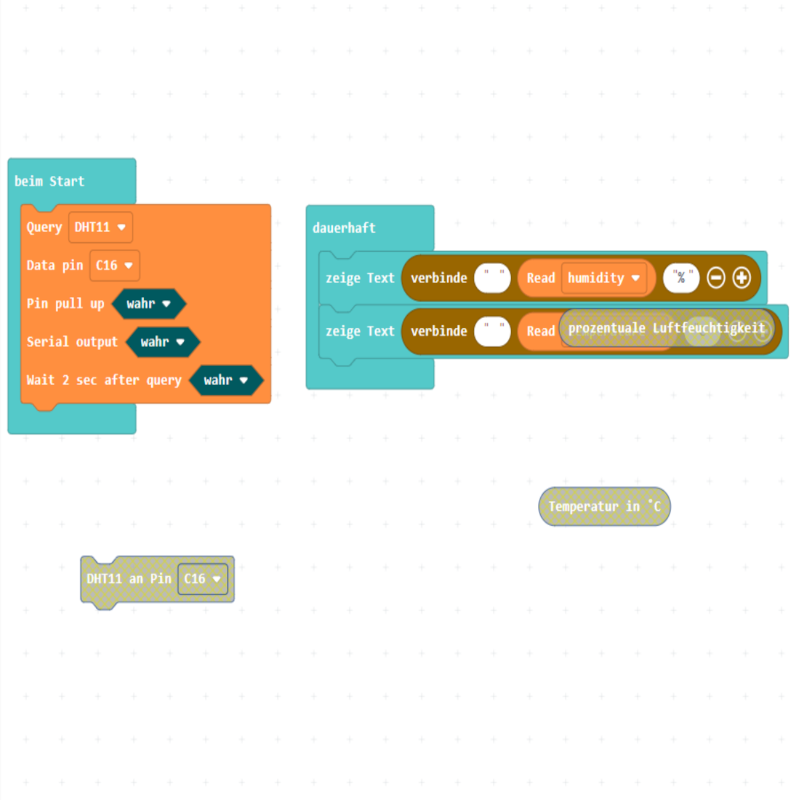 beim Start
Query DHT11
Data pin C16
Pin pull up wahr
Serial output wahr
Wait 2 sec after query wahr
dauerhaft
zeige Text verbinde " " Read humidity "%"
zeige Text verbinde " " Read
prozentuale Luftfeuchtigkeit
Temperatur in °C
DHT11 an Pin C16